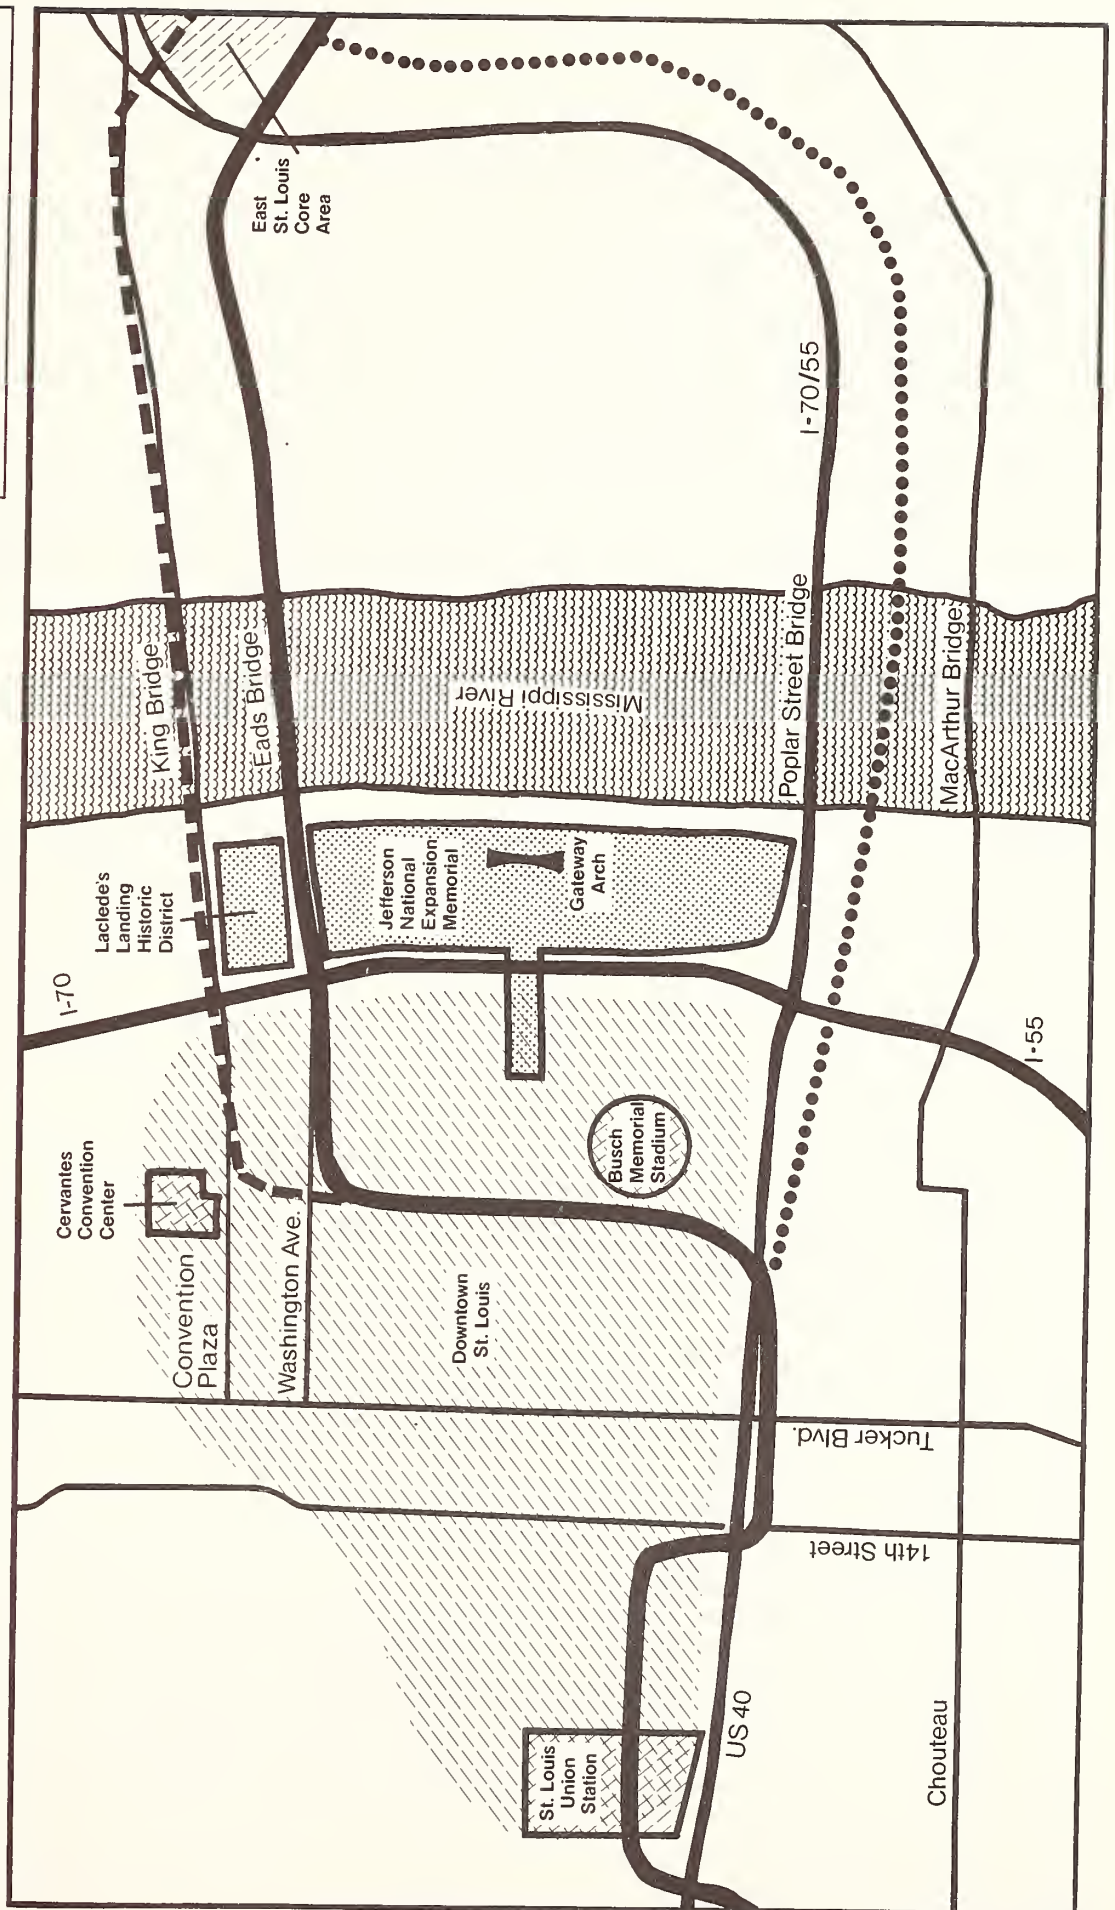 I-70
Laclede's
Landing
Historic
District
King Bridge
Eads Bridge
East
St. Louis
Core
Area
Cervantes
Convention
Center
Convention
Plaza
Washington Ave.
Jefferson
National
Expansion
Memorial
Gateway
Arch
Mississippi River
Downtown
St. Louis
Busch
Memorial
Stadium
Poplar Street Bridge
I-70/55
MacArthur Bridge
I-55
Tucker Blvd.
14th Street
St. Louis
Union
Station
US 40
Chouteau